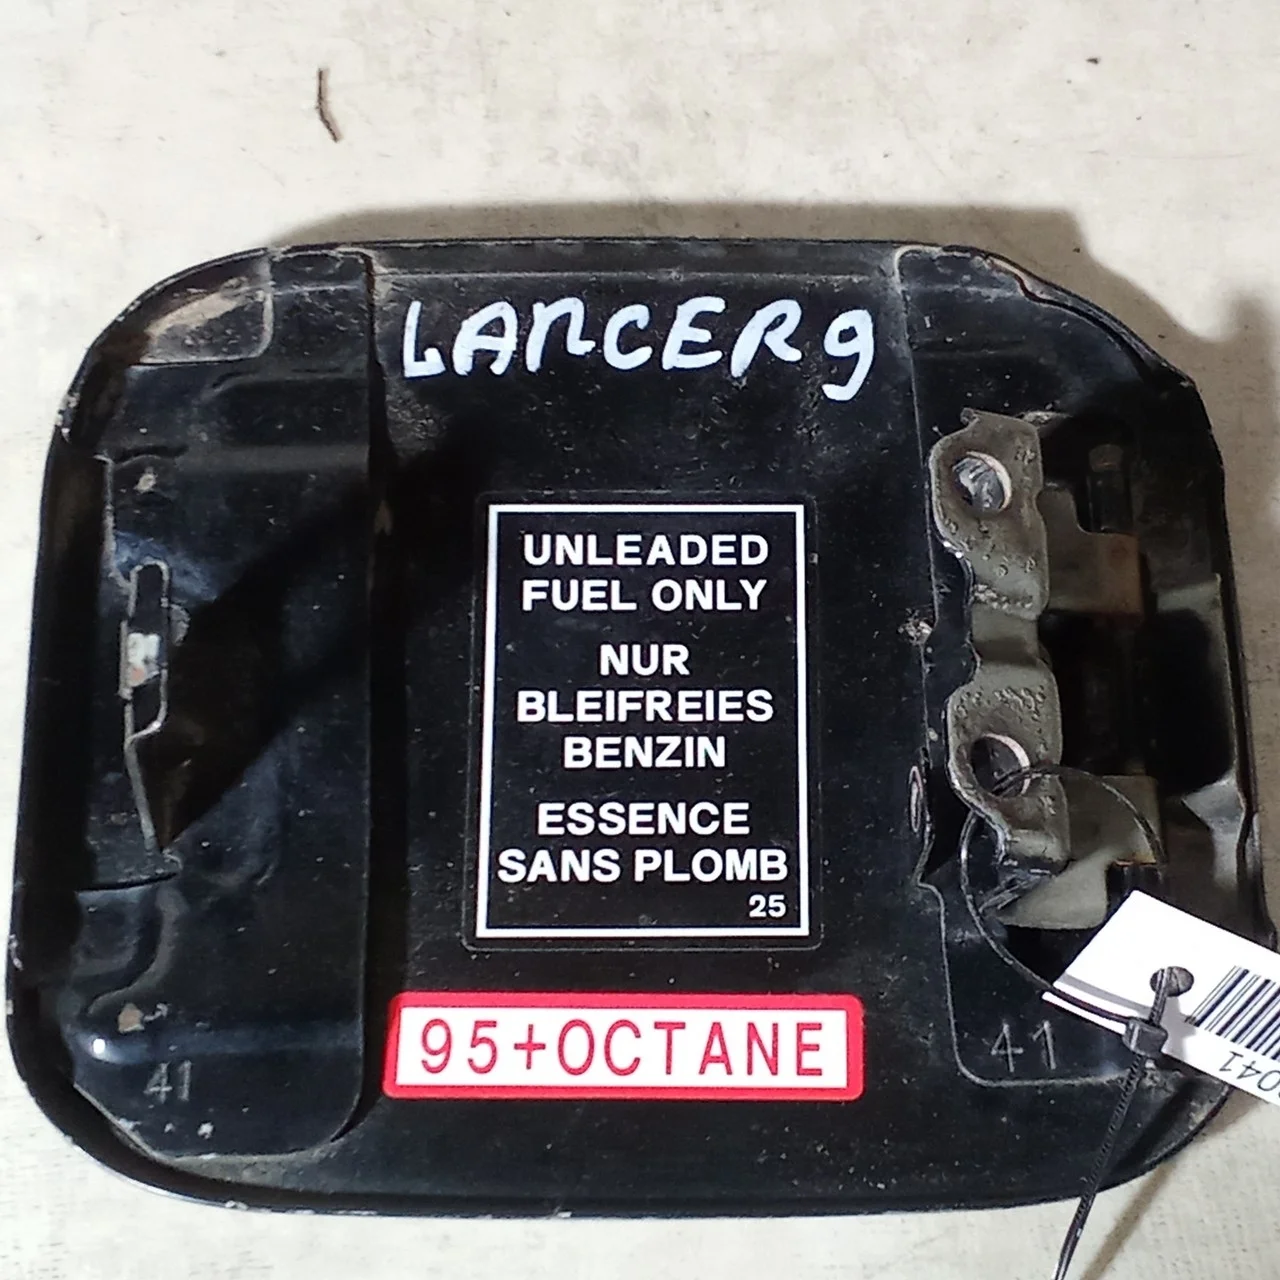 LANCER 9
UNLEADED
FUEL ONLY
NUR
BLEIFREIES
BENZIN
ESSENCE
SANS PLOMB
25
95+OCTANE
41
41